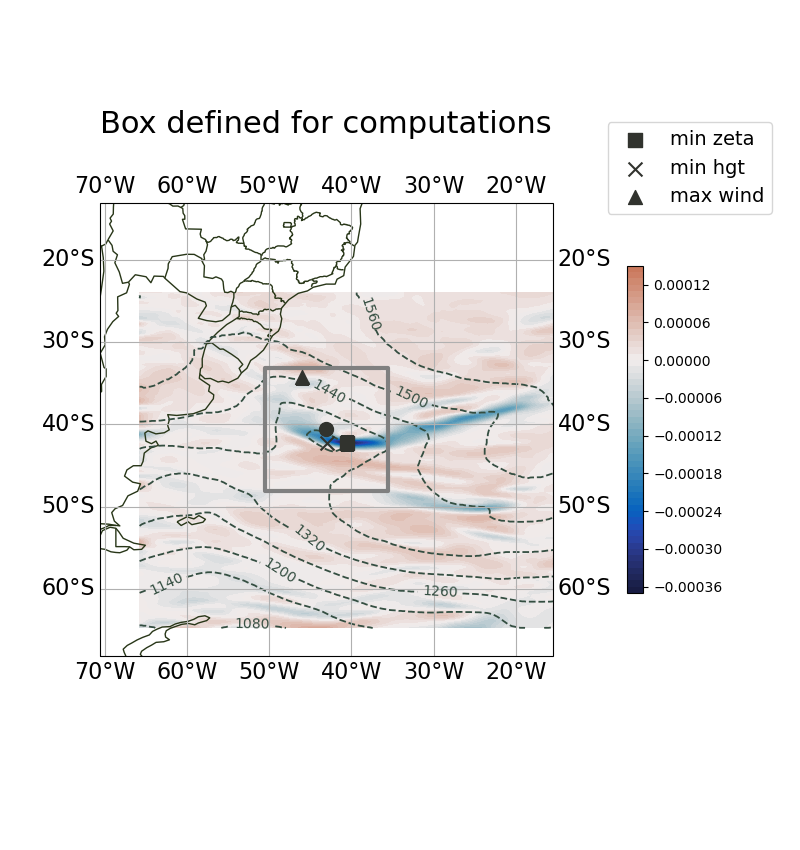 Box defined for computations
min zeta
min hgt
max wind
70°W 60°W 50°W 40°W 30°W 20°W
20°S 20°S
30°S 30°S
40°S 40°S
50°S 50°S
60°S 60°S
70°W 60°W 50°W 40°W 30°W 20°W
1560
1500
1440
1320
1200
1140
1260
1080
0.00012
0.00006
0.00000
−0.00006
−0.00012
−0.00018
−0.00024
−0.00030
−0.00036